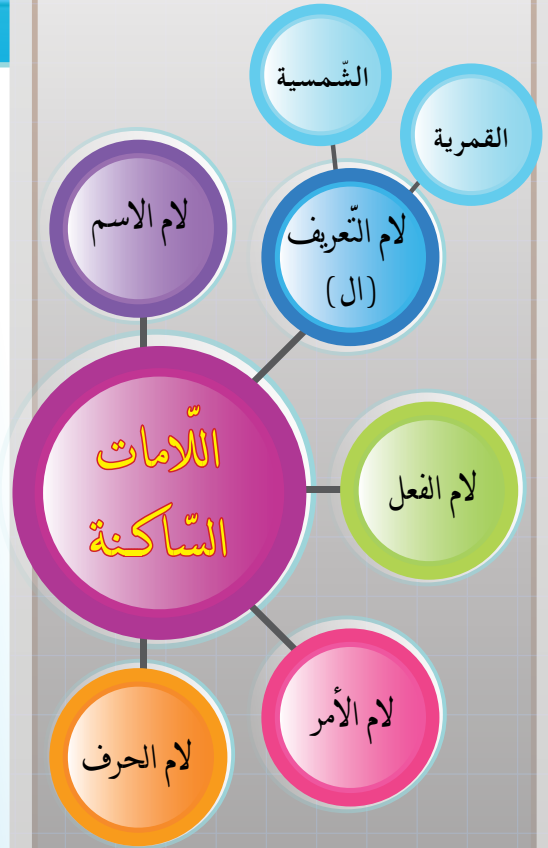 الشّمسية
القمرية
لام التّعريف
(ال)
لام الاسم
اللّامات
السّاكنة
لام الفعل
لام الأمر
لام الحرف